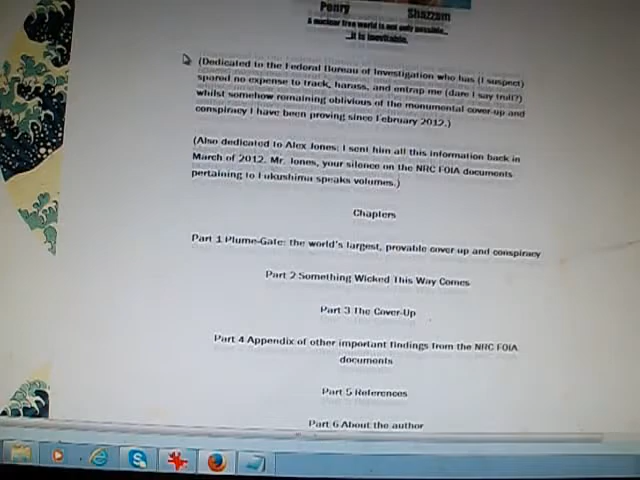 Penry Shazzam
A nuclear free world is not only possible...
...it is inevitable.
(Dedicated to the Federal Bureau of Investigation who has (I suspect)
spared no expense to track, harass, and entrap me (dare I say troll?)
whilst somehow remaining oblivious of the monumental cover-up and
conspiracy I have been proving since February 2012.)
(Also dedicated to Alex Jones; I sent him all this information back in
March of 2012. Mr. Jones, your silence on the NRC FOIA documents
pertaining to Fukushima speaks volumes.)
Chapters
Part 1 Plume-Gate: the world's largest, provable cover up and conspiracy
Part 2 Something Wicked This Way Comes
Part 3 The Cover-Up
Part 4 Appendix of other important findings from the NRC FOIA
documents
Part 5 References
Part 6 About the author